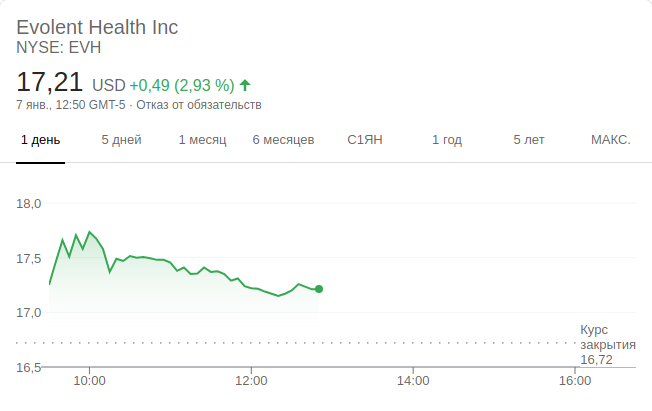 Evolent Health Inc
NYSE: EVH
17,21 USD +0,49 (2,93 %)
7 янв., 12:50 GMT-5 · Отказ от обязательств
1 день 5 дней 1 месяц 6 месяцев С1ЯН 1 год 5 лет МАКС.
18,0
17,5
17,0
Курс
закрытия
16,72
16,5
10:00 12:00 14:00 16:00